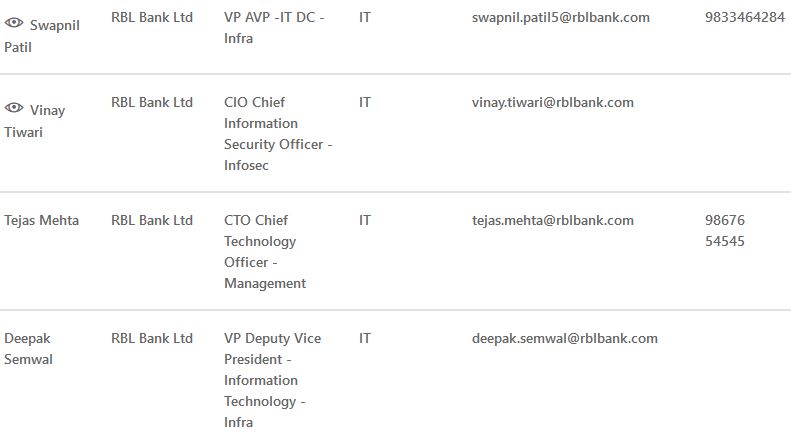 Swapnil Patil RBL Bank Ltd VP AVP -IT DC - Infra IT swapnil.patil5@rblbank.com 9833464284
Vinay Tiwari RBL Bank Ltd CIO Chief Information Security Officer - Infosec IT vinay.tiwari@rblbank.com
Tejas Mehta RBL Bank Ltd CTO Chief Technology Officer - Management IT tejas.mehta@rblbank.com 98676 54545
Deepak Semwal RBL Bank Ltd VP Deputy Vice President - Information Technology - Infra IT deepak.semwal@rblbank.com